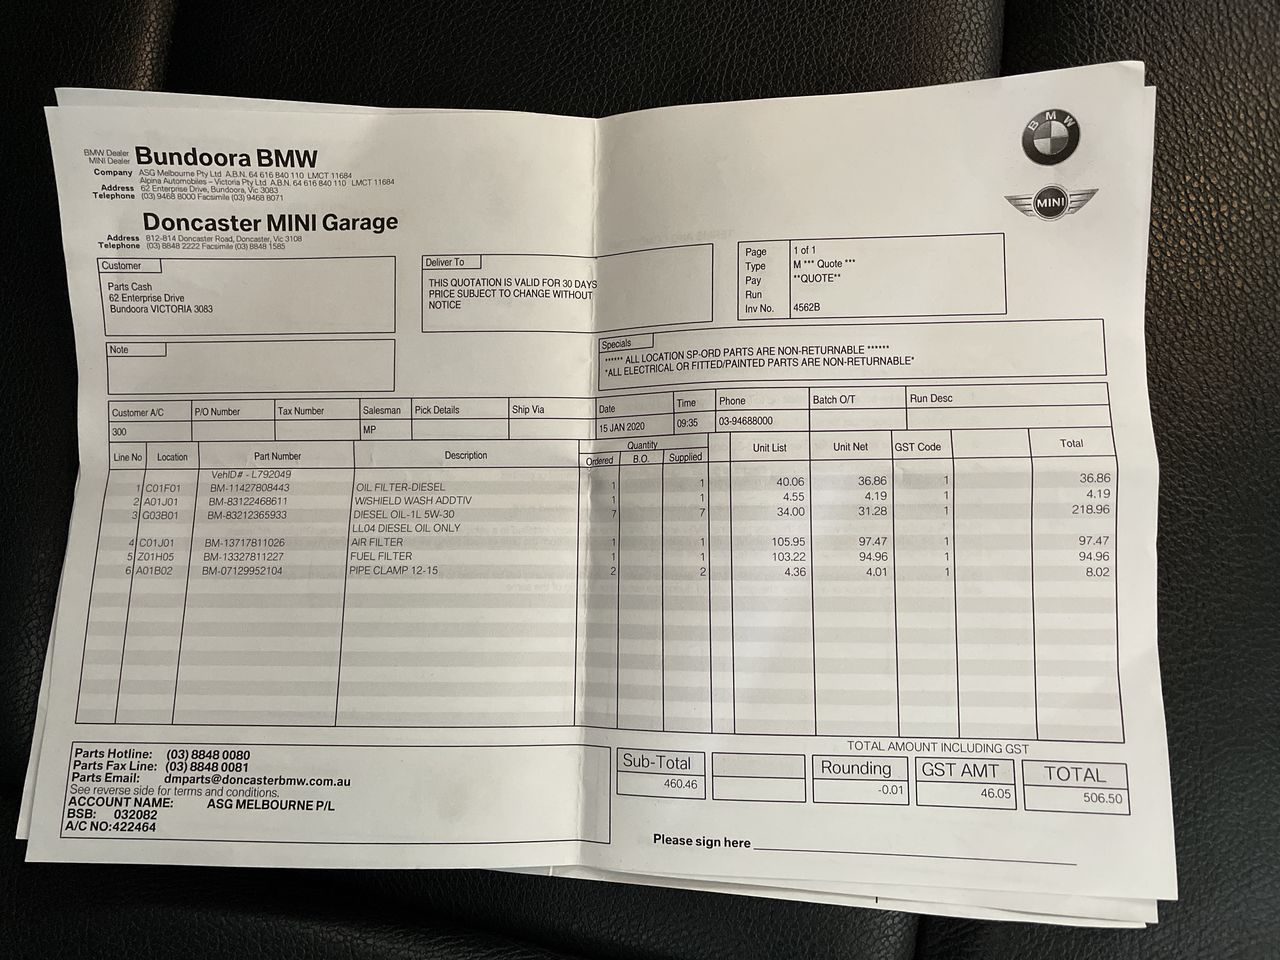 BMW Dealer
MINI Dealer
Bundoora BMW
Company ASG Melbourne Pty Ltd A.B.N. 64 616 840 110 LMCT 11684
Alpina Automobiles – Victoria Pty Ltd A.B.N. 64 616 840 110 LMCT 11684
Address 62 Enterprise Drive, Bundoora, Vic 3083
Telephone (03) 9468 8000 Facsimile (03) 9468 8071
Doncaster MINI Garage
Address 812-814 Doncaster Road, Doncaster, Vic 3108
Telephone (03) 8848 2222 Facsimile (03) 8848 1585
BMW
MINI
Customer
Parts Cash
62 Enterprise Drive
Bundoora VICTORIA 3083
Deliver To
THIS QUOTATION IS VALID FOR 30 DAYS
PRICE SUBJECT TO CHANGE WITHOUT
NOTICE
Page 1 of 1
Type M *** Quote ***
Pay **QUOTE**
Run
Inv No. 4562B
Note
Specials
****** ALL LOCATION SP-ORD PARTS ARE NON-RETURNABLE ******
*ALL ELECTRICAL OR FITTED/PAINTED PARTS ARE NON-RETURNABLE*
Customer A/C P/O Number Tax Number Salesman Pick Details Ship Via Date Time Phone Batch O/T Run Desc
300 MP 15 JAN 2020 09:35 03-94688000
Line No Location Part Number Description Quantity Ordered B.O. Supplied Unit List Unit Net GST Code Total
VehID# - L792049
1 C01F01 BM-11427808443 OIL FILTER-DIESEL 1 1 40.06 36.86 1 36.86
2 A01J01 BM-83122468611 W/SHIELD WASH ADDTIV 1 1 4.55 4.19 1 4.19
3 G03B01 BM-83212365933 DIESEL OIL-1L 5W-30 7 7 34.00 31.28 1 218.96
LL04 DIESEL OIL ONLY
4 C01J01 BM-13717811026 AIR FILTER 1 1 105.95 97.47 1 97.47
5 Z01H05 BM-13327811227 FUEL FILTER 1 1 103.22 94.96 1 94.96
6 A01B02 BM-07129952104 PIPE CLAMP 12-15 2 2 4.36 4.01 1 8.02
TOTAL AMOUNT INCLUDING GST
Parts Hotline: (03) 8848 0080
Parts Fax Line: (03) 8848 0081
Parts Email: dmparts@doncasterbmw.com.au
See reverse side for terms and conditions.
ACCOUNT NAME: ASG MELBOURNE P/L
BSB: 032082
A/C NO:422464
Sub-Total Rounding GST AMT TOTAL
460.46 -0.01 46.05 506.50
Please sign here